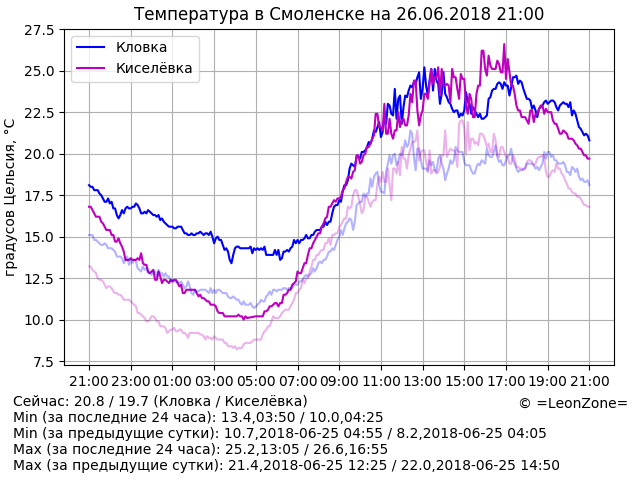 Температура в Смоленске на 26.06.2018 21:00
27.5
25.0
22.5
20.0
17.5
15.0
12.5
10.0
7.5
градусов Цельсия, °C
Кловка
Киселёвка
21:00 23:00 01:00 03:00 05:00 07:00 09:00 11:00 13:00 15:00 17:00 19:00 21:00
Сейчас: 20.8 / 19.7 (Кловка / Киселёвка)
© =LeonZone=
Min (за последние 24 часа): 13.4,03:50 / 10.0,04:25
Min (за предыдущие сутки): 10.7,2018-06-25 04:55 / 8.2,2018-06-25 04:05
Max (за последние 24 часа): 25.2,13:05 / 26.6,16:55
Max (за предыдущие сутки): 21.4,2018-06-25 12:25 / 22.0,2018-06-25 14:50